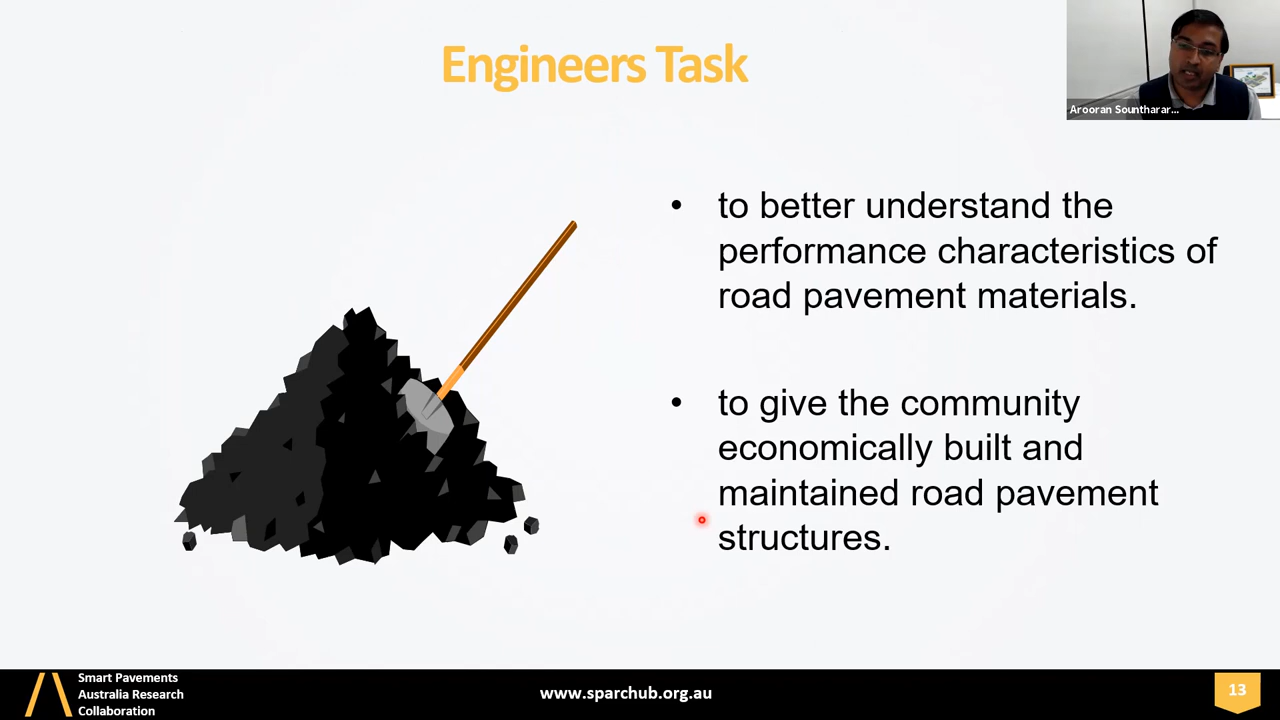 Engineers Task
Arooran Sountharar...
• to better understand the
performance characteristics of
road pavement materials.
• to give the community
economically built and
maintained road pavement
structures.
Smart Pavements
Australia Research
Collaboration
www.sparchub.org.au
13